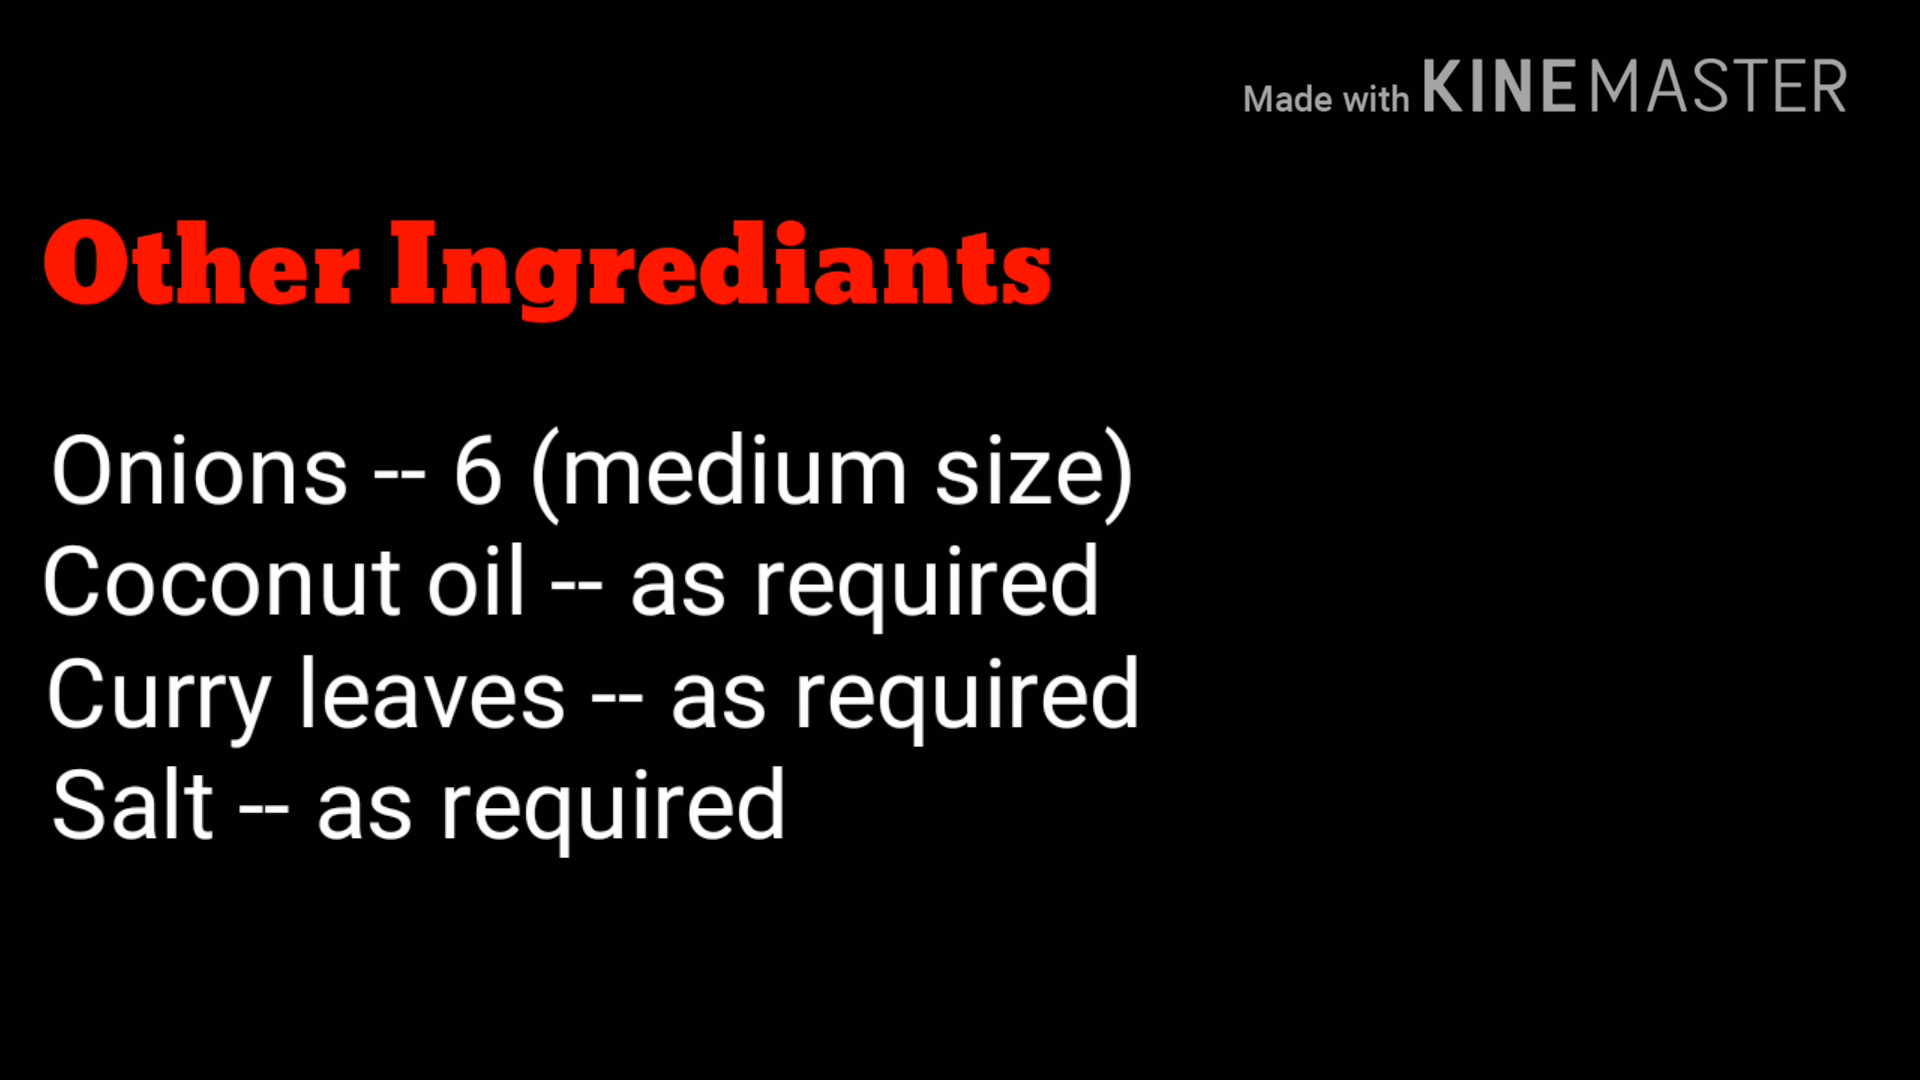 Made with KINEMASTER
Other Ingrediants
Onions -- 6 (medium size)
Coconut oil -- as required
Curry leaves -- as required
Salt -- as required